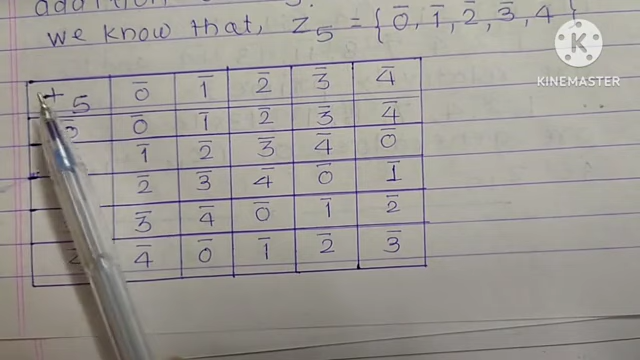 we know that, Z5 = {0̅, 1̅, 2̅, 3̅, 4
KINEMASTER
+5 0̅ 1̅ 2̅ 3̅ 4̅
0̅ 1̅ 2̅ 3̅ 4̅
1̅ 2̅ 3̅ 4̅ 0̅
2̅ 3̅ 4̅ 0̅ 1̅
3̅ 4̅ 0̅ 1̅ 2̅
4̅ 0̅ 1̅ 2̅ 3̅